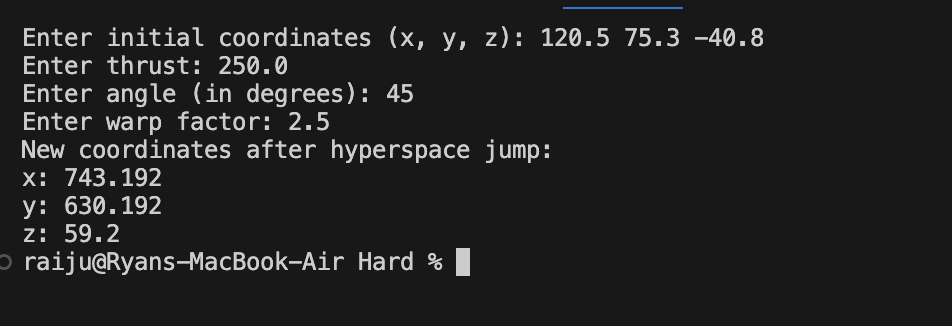 Enter initial coordinates (x, y, z): 120.5 75.3 -40.8
Enter thrust: 250.0
Enter angle (in degrees): 45
Enter warp factor: 2.5
New coordinates after hyperspace jump:
x: 743.192
y: 630.192
z: 59.2
raiju@Ryans-MacBook-Air Hard %